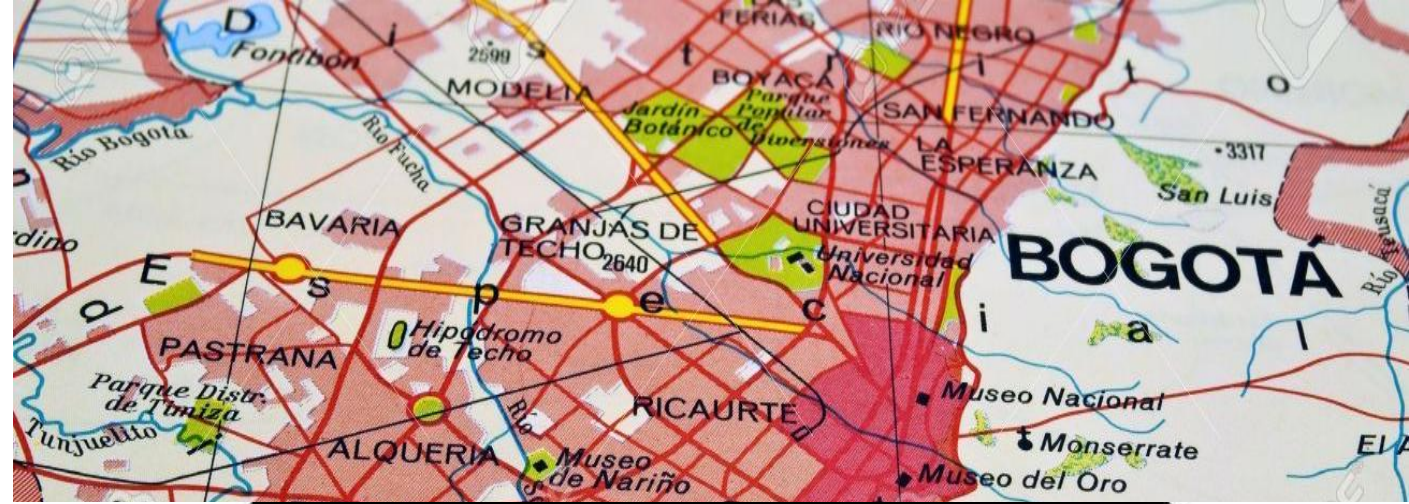 LAS
FERIAS
RIO NEGRO
D i s t r i t o
Fontibón
2599
BOYACÁ
MODELIA
Parque
Popular
de
Diversiones
Jardín
Botánico
SAN FERNANDO
LA
ESPERANZA
3317
San Luis
Río Bogotá
Río Fucha
BAVARIA
GRANJAS DE
TECHO
2640
CIUDAD
UNIVERSITARIA
Universidad
Nacional
BOGOTÁ
E s p e c i a l
Hipódromo
de Techo
PASTRANA
Parque Distr.
de Timiza
Tunjuelito
RICAURTE
Museo Nacional
Río
ALQUERIA
Monserrate
Museo
de Nariño
Museo del Oro